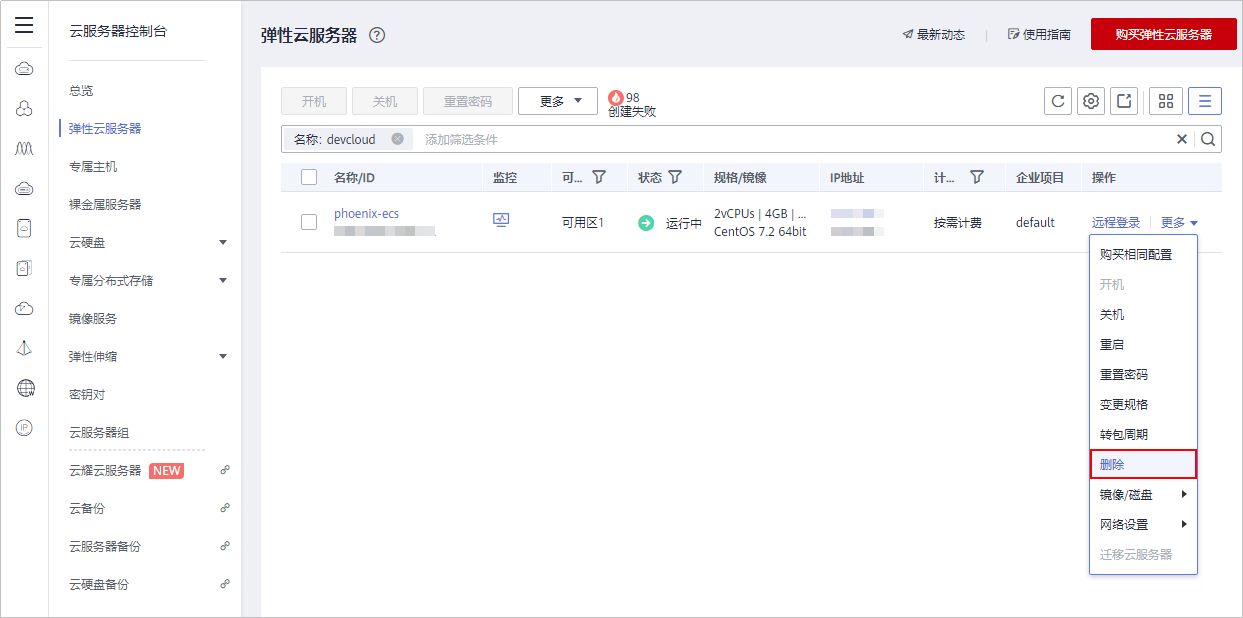 云服务器控制台
总览
弹性云服务器
专属主机
裸金属服务器
云硬盘
专属分布式存储
镜像服务
弹性伸缩
密钥对
云服务器组
云耀云服务器 NEW
云备份
云服务器备份
云硬盘备份
弹性云服务器 ?
最新动态 | 使用指南 购买弹性云服务器
开机 关机 重置密码 更多 98
创建失败
名称: devcloud 添加筛选条件
名称/ID 监控 可... 状态 规格/镜像 IP地址 计... 企业项目 操作
phoenix-ecs 可用区1 运行中 2vCPUs | 4GB | ... 按需计费 default 远程登录 | 更多
CentOS 7.2 64bit
购买相同配置
开机
关机
重启
重置密码
变更规格
转包周期
删除
镜像/磁盘
网络设置
迁移云服务器